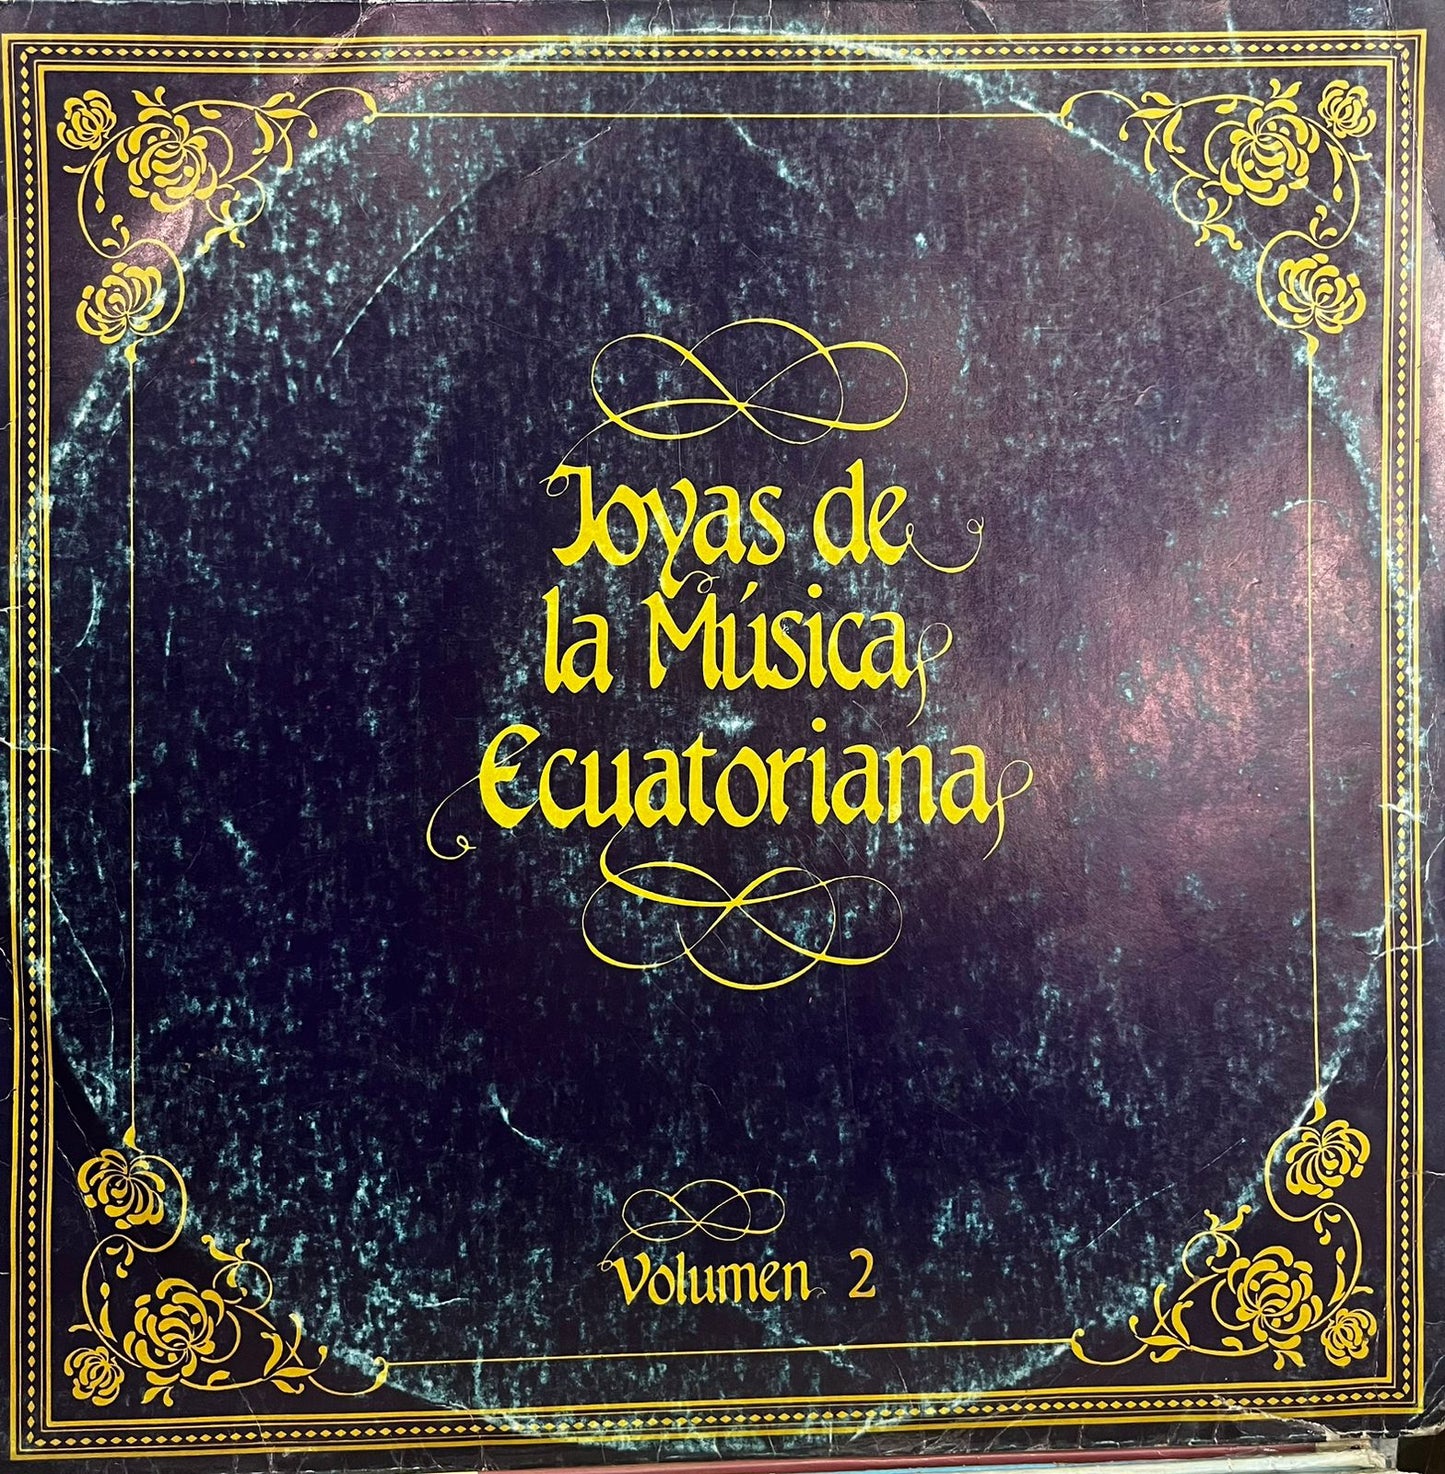 Joyas de
la Música
Ecuatoriana
Volumen 2